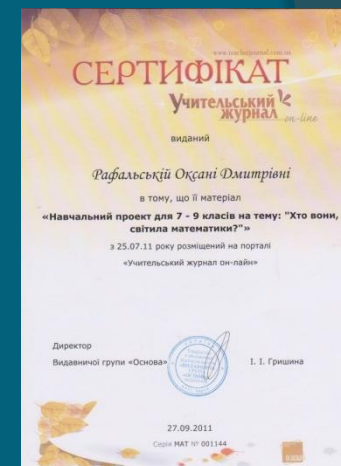 www.teacherjournal.com.ua
СЕРТИФІКАТ
Учительський
журнал on-line
виданий
Рафальській Оксані Дмитрівні
в тому, що її матеріал
«Навчальний проект для 7 - 9 класів на тему: "Хто вони,
світила математики?"»
з 25.07.11 року розміщений на порталі
«Учительський журнал он-лайн»
Директор
Видавничої групи «Основа»
І. І. Гришина
27.09.2011
Серія МАТ № 001144